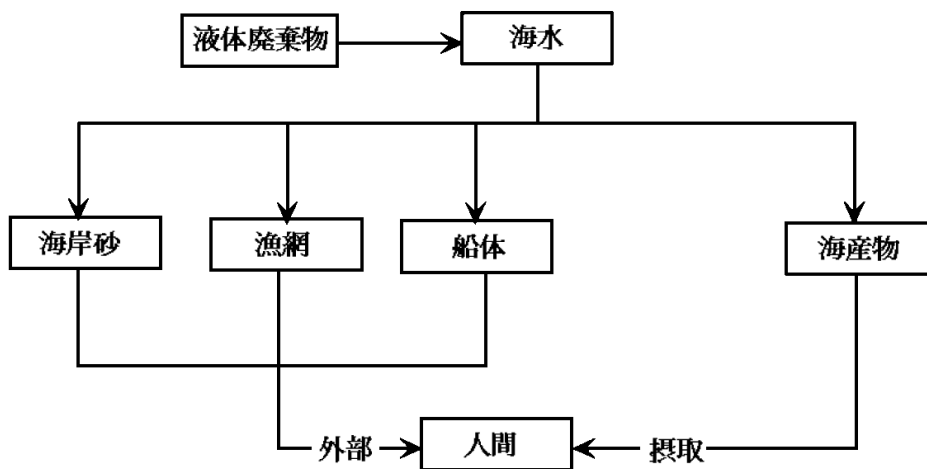 液体廃棄物
海水
海岸砂
漁網
船体
海産物
外部
人間
摂取